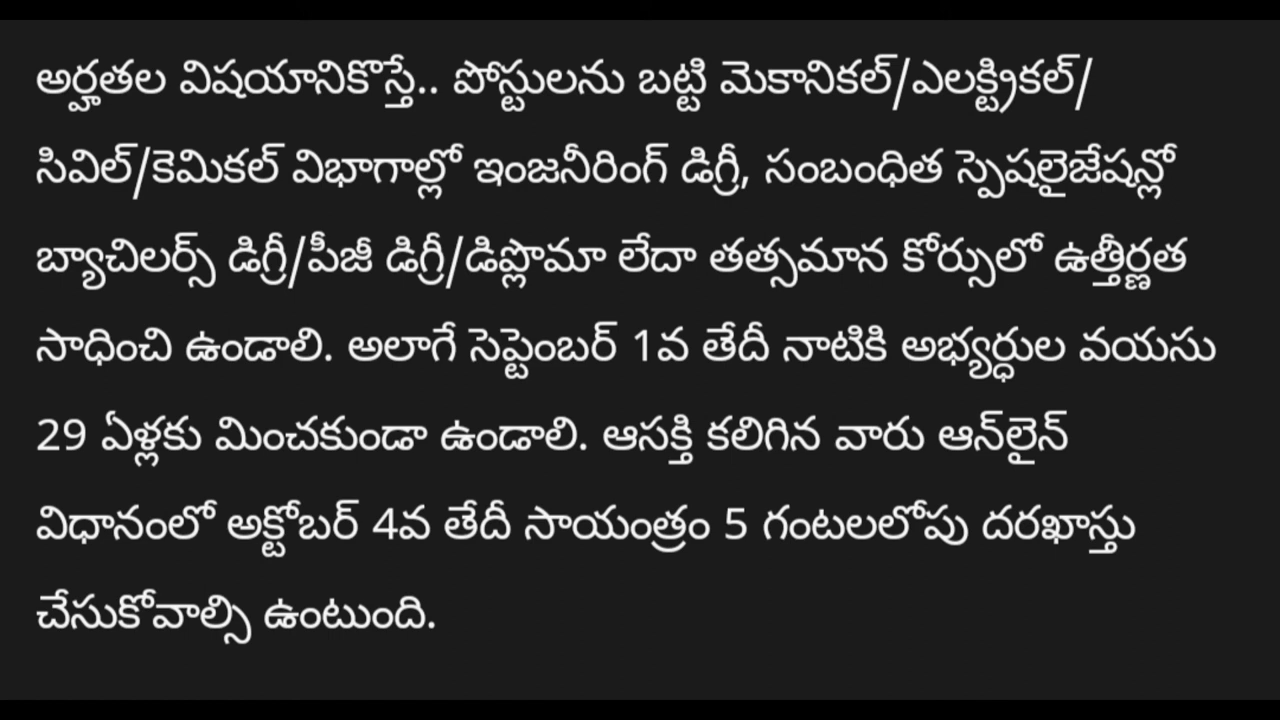 అర్హతల విషయానికొస్తే.. పోస్టులను బట్టి మెకానికల్/ఎలక్ట్రికల్/
సివిల్/కెమికల్ విభాగాల్లో ఇంజనీరింగ్ డిగ్రీ, సంబంధిత స్పెషలైజేషన్లో
బ్యాచిలర్స్ డిగ్రీ/పీజీ డిగ్రీ/డిప్లొమా లేదా తత్సమాన కోర్సులో ఉత్తీర్ణత
సాధించి ఉండాలి. అలాగే సెప్టెంబర్ 1వ తేదీ నాటికి అభ్యర్ధుల వయసు
29 ఏళ్లకు మించకుండా ఉండాలి. ఆసక్తి కలిగిన వారు ఆన్‌లైన్
విధానంలో అక్టోబర్ 4వ తేదీ సాయంత్రం 5 గంటలలోపు దరఖాస్తు
చేసుకోవాల్సి ఉంటుంది.